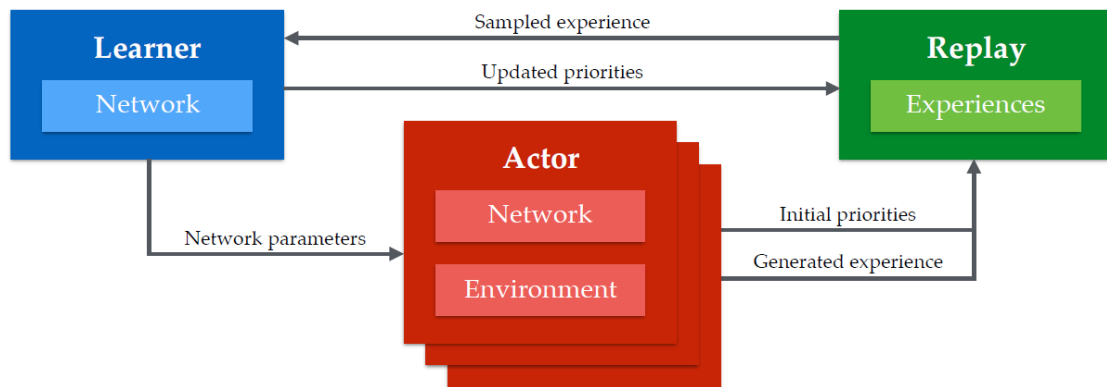 Sampled experience
Learner
Replay
Updated priorities
Network
Experiences
Actor
Network
Initial priorities
Network parameters
Generated experience
Environment